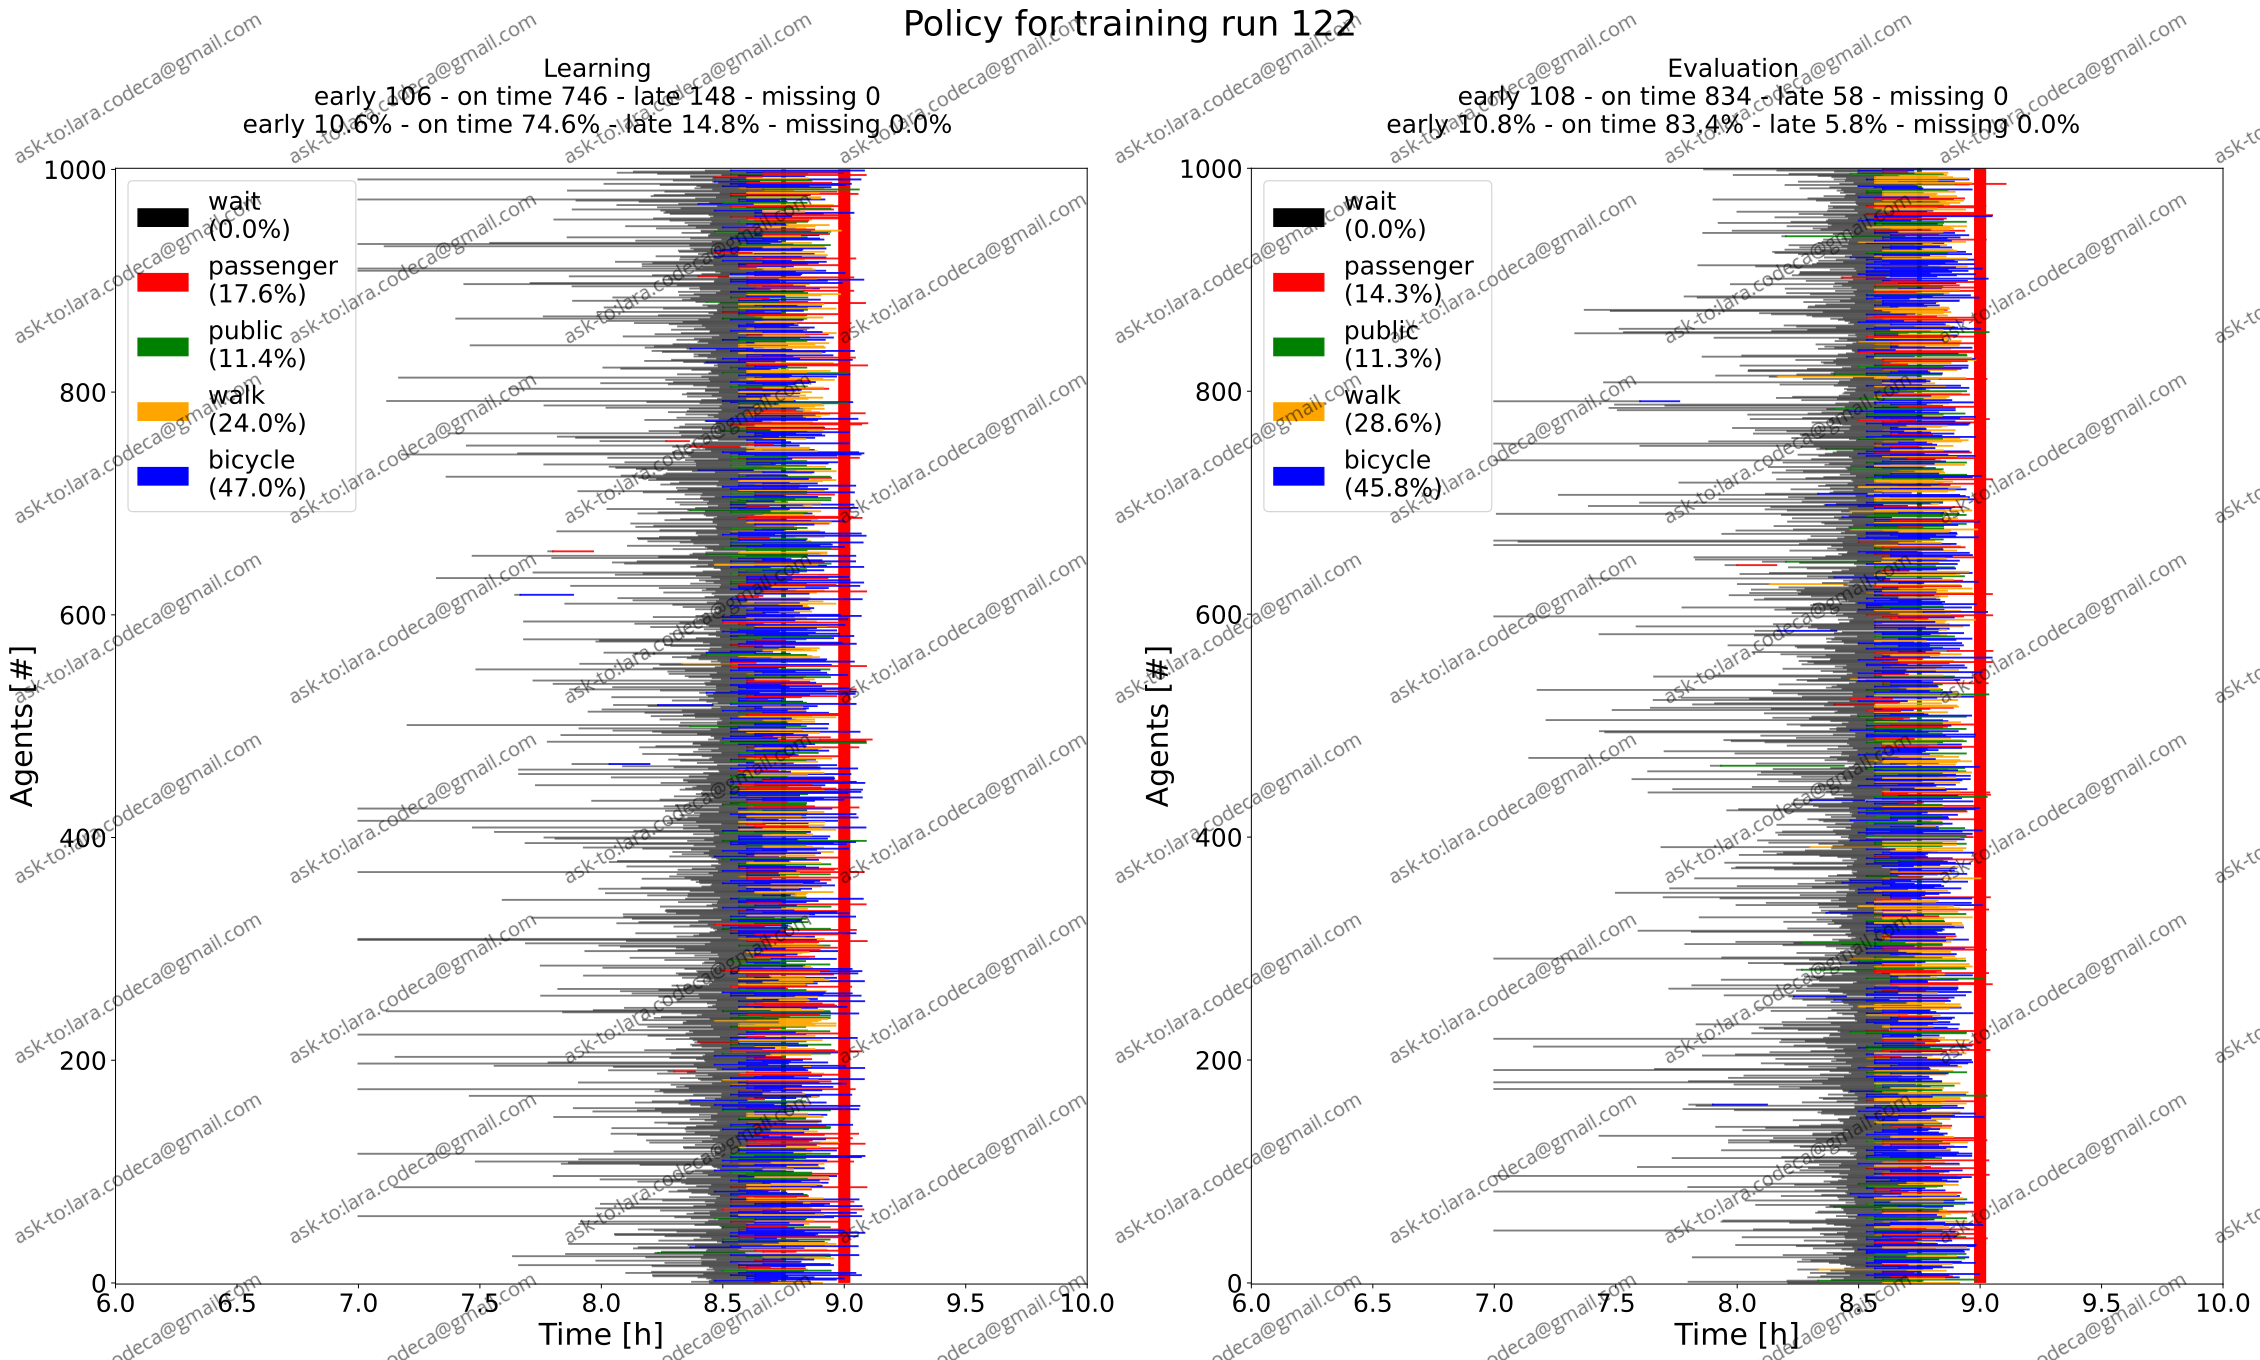 Policy for training run 122
Learning
early 106 - on time 746 - late 148 - missing 0
early 10.6% - on time 74.6% - late 14.8% - missing 0.0%
1000
800
600
400
200
0
Agents [#]
wait
(0.0%)
passenger
(17.6%)
public
(11.4%)
walk
(24.0%)
bicycle
(47.0%)
6.0 6.5 7.0 7.5 8.0 8.5 9.0 9.5 10.0
Time [h]
Evaluation
early 108 - on time 834 - late 58 - missing 0
early 10.8% - on time 83.4% - late 5.8% - missing 0.0%
1000
800
600
400
200
0
Agents [#]
wait
(0.0%)
passenger
(14.3%)
public
(11.3%)
walk
(28.6%)
bicycle
(45.8%)
6.0 6.5 7.0 7.5 8.0 8.5 9.0 9.5 10.0
Time [h]
ask-to:lara.codeca@gmail.com